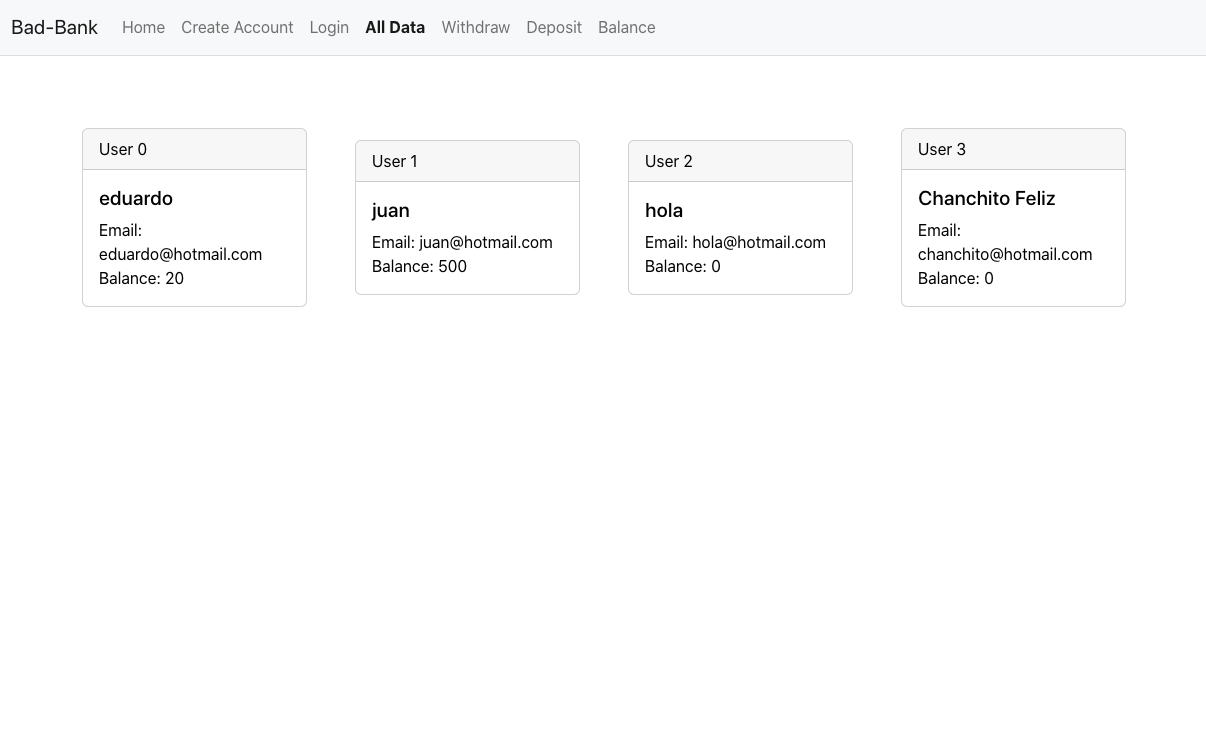 Bad-Bank Home Create Account Login All Data Withdraw Deposit Balance
User 0
eduardo
Email:
eduardo@hotmail.com
Balance: 20
User 1
juan
Email: juan@hotmail.com
Balance: 500
User 2
hola
Email: hola@hotmail.com
Balance: 0
User 3
Chanchito Feliz
Email:
chanchito@hotmail.com
Balance: 0